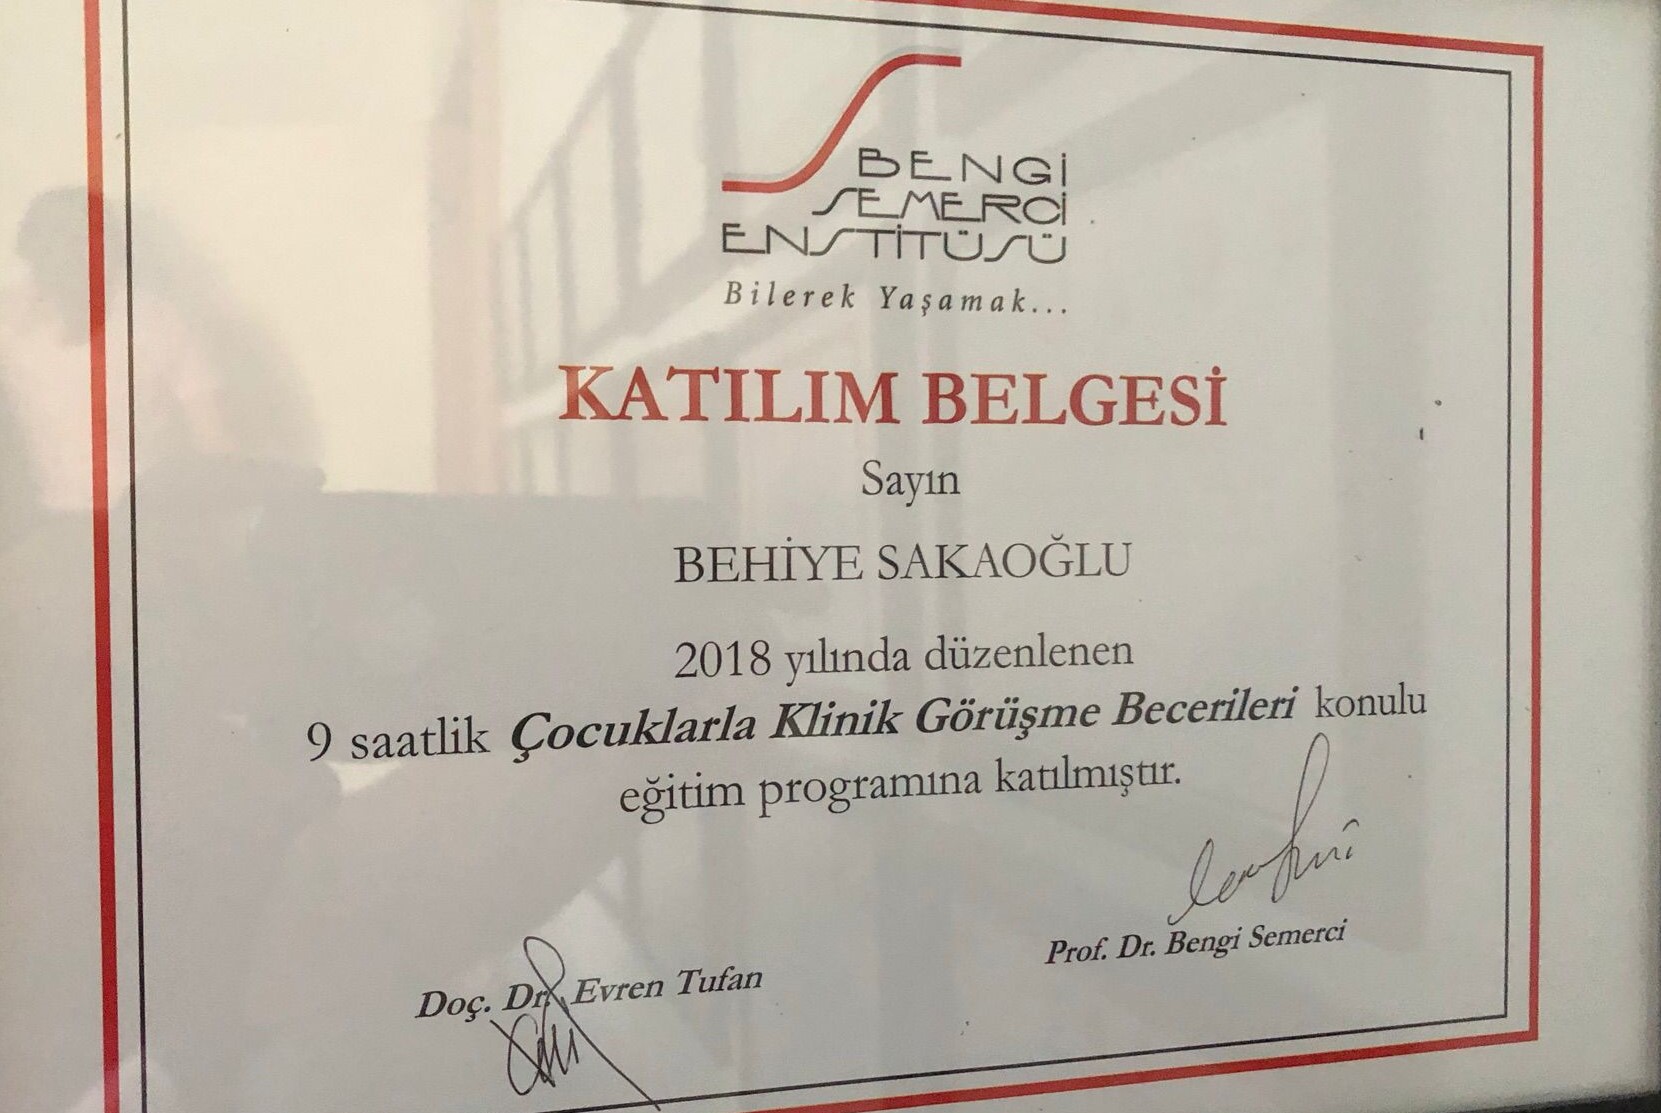 BENGİ
SEMERCİ
ENSTİTÜSÜ
Bilerek Yaşamak...
KATILIM BELGESİ
Sayın
BEHİYE SAKAOĞLU
2018 yılında düzenlenen
9 saatlik Çocuklarla Klinik Görüşme Becerileri konulu
eğitim programına katılmıştır.
Prof. Dr. Bengi Semerci
Doç. Dr. Evren Tufan